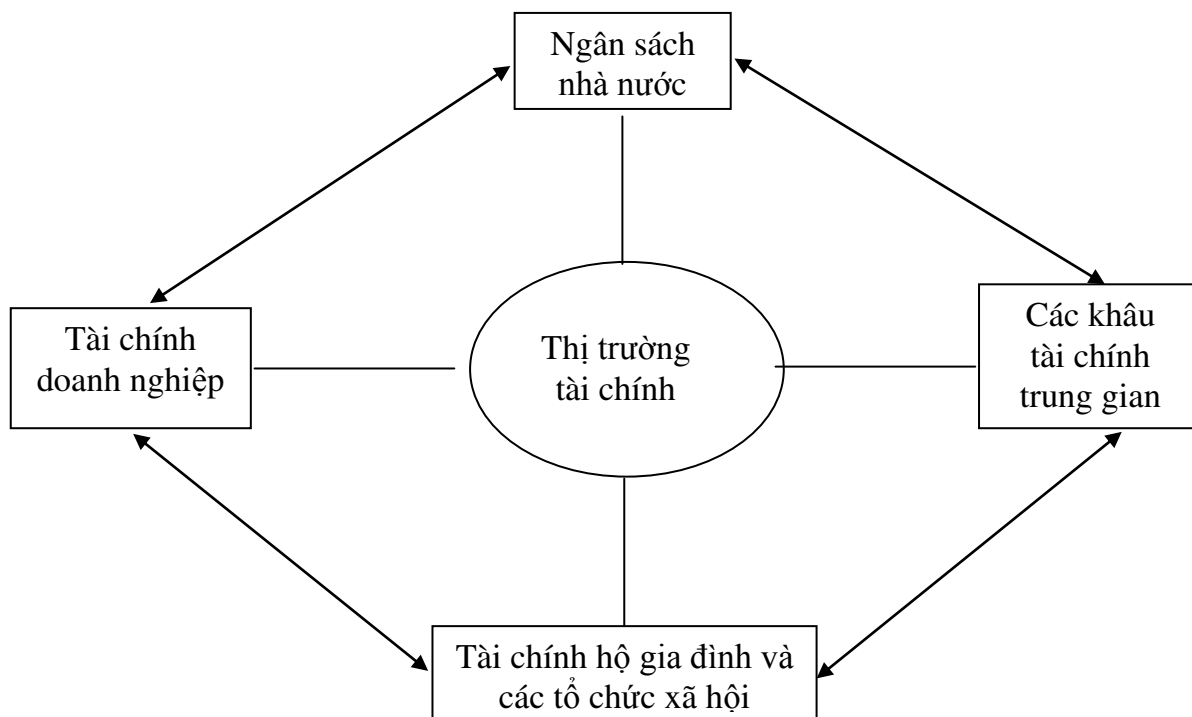 Ngân sách
nhà nước
Tài chính
doanh nghiệp
Thị trường
tài chính
Các khâu
tài chính
trung gian
Tài chính hộ gia đình và
các tổ chức xã hội